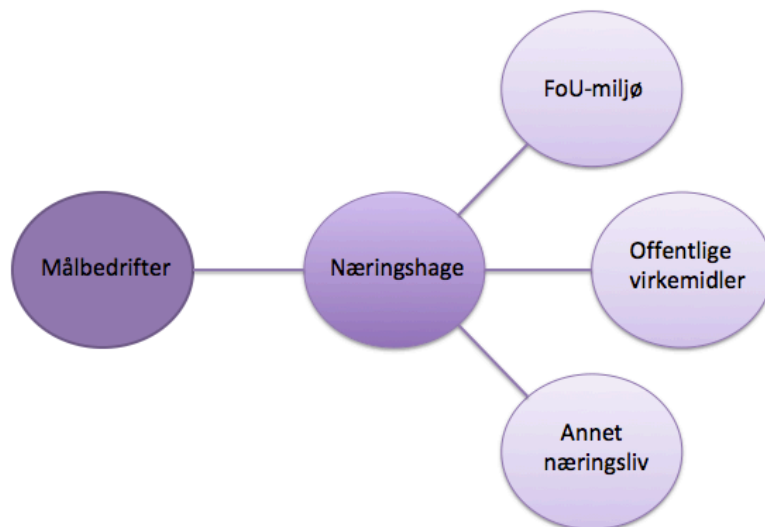 FoU-miljø
Målbedrifter
Næringshage
Offentlige
virkemidler
Annet
næringsliv